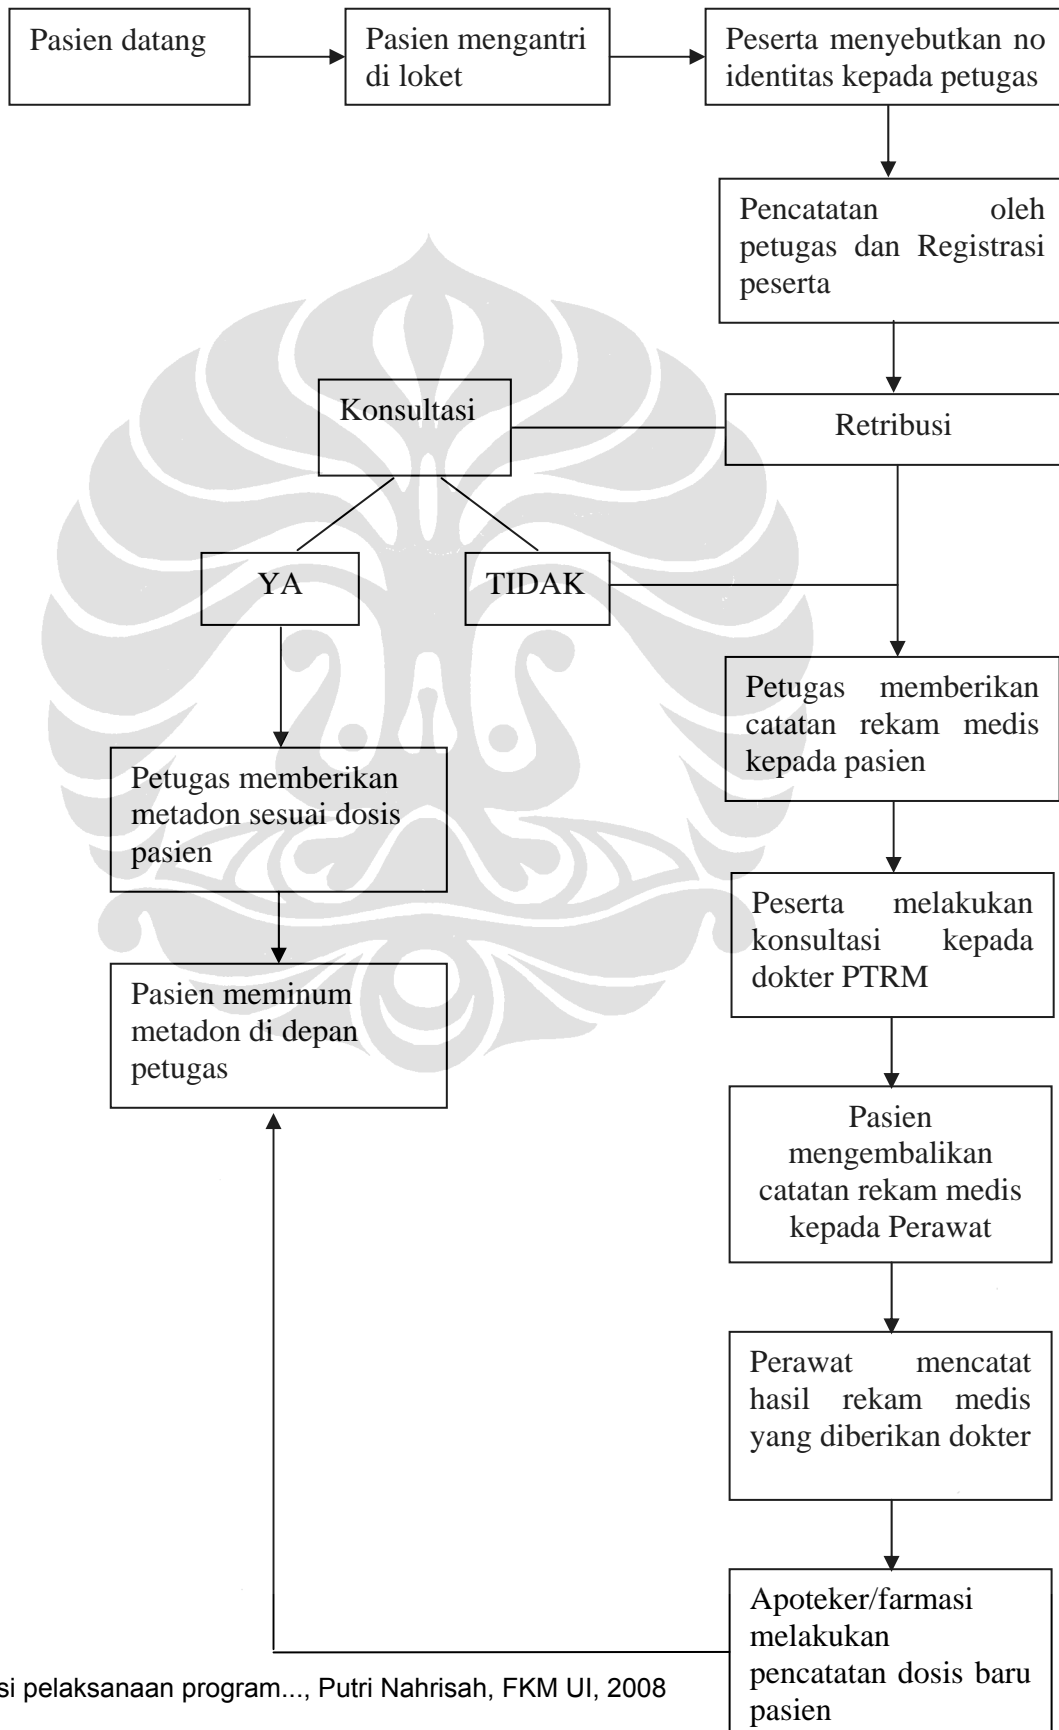 Pasien datang
Pasien mengantri
di loket
Peserta menyebutkan no
identitas kepada petugas
Pencatatan oleh
petugas dan Registrasi
peserta
Konsultasi
Retribusi
YA
TIDAK
Petugas memberikan
catatan rekam medis
kepada pasien
Petugas memberikan
metadon sesuai dosis
pasien
Peserta melakukan
konsultasi kepada
dokter PTRM
Pasien meminum
metadon di depan
petugas
Pasien
mengembalikan
catatan rekam medis
kepada Perawat
Perawat mencatat
hasil rekam medis
yang diberikan dokter
Apoteker/farmasi
melakukan
pencatatan dosis baru
pasien
si pelaksanaan program..., Putri Nahrisah, FKM UI, 2008